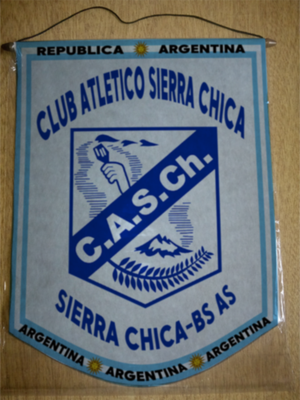 REPUBLICA ARGENTINA
CLUB ATLETICO SIERRA CHICA
C.A.S.Ch.
SIERRA CHICA-BS AS
ARGENTINA ARGENTINA ARGENTINA